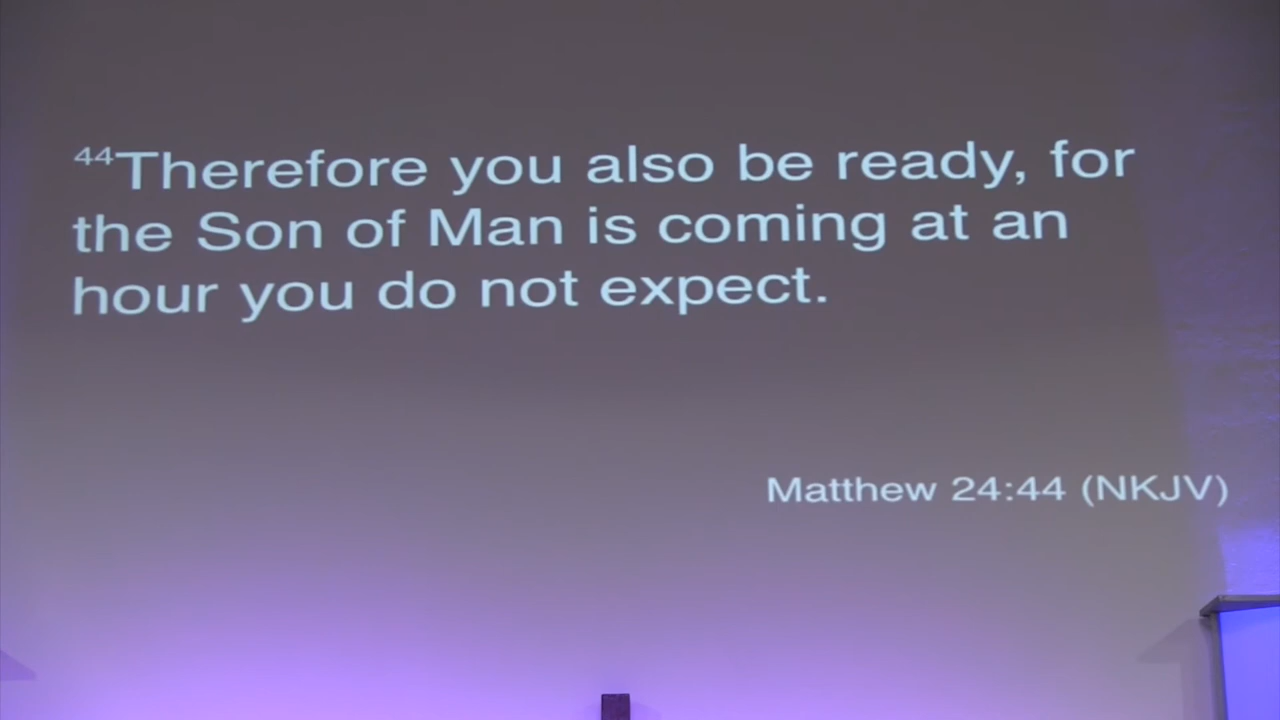 44Therefore you also be ready, for
the Son of Man is coming at an
hour you do not expect.
Matthew 24:44 (NKJV)